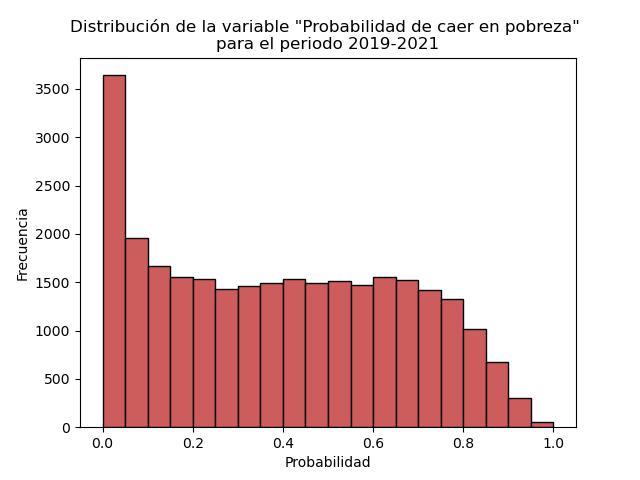 Distribución de la variable "Probabilidad de caer en pobreza"
para el periodo 2019-2021
3500
3000
2500
2000
1500
1000
500
0
Frecuencia
0.0 0.2 0.4 0.6 0.8 1.0
Probabilidad